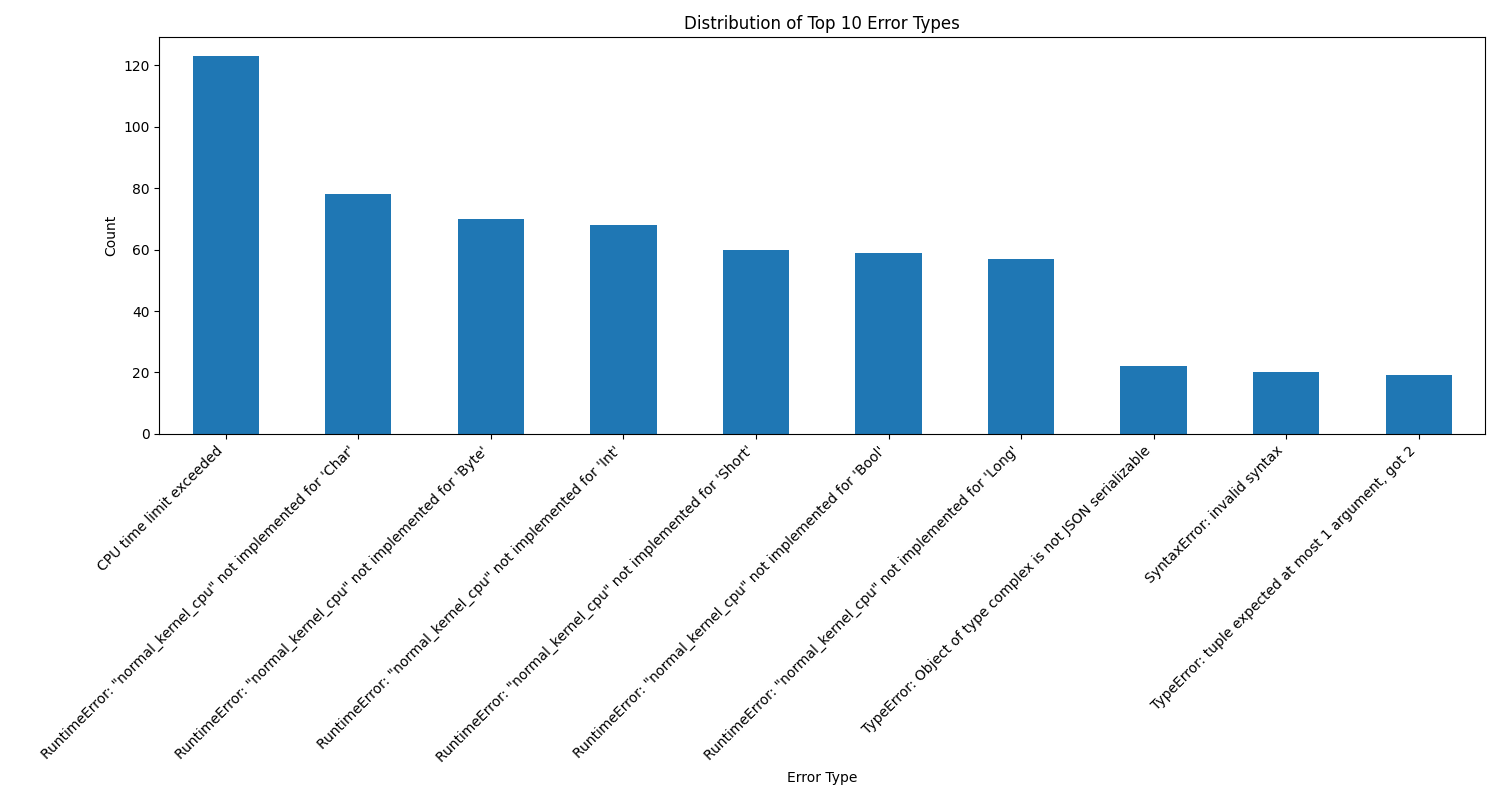 Distribution of Top 10 Error Types
120
100
80
60
40
20
0
Count
CPU time limit exceeded
RuntimeError: "normal_kernel_cpu" not implemented for 'Char'
RuntimeError: "normal_kernel_cpu" not implemented for 'Byte'
RuntimeError: "normal_kernel_cpu" not implemented for 'Int'
RuntimeError: "normal_kernel_cpu" not implemented for 'Short'
RuntimeError: "normal_kernel_cpu" not implemented for 'Bool'
RuntimeError: "normal_kernel_cpu" not implemented for 'Long'
TypeError: Object of type complex is not JSON serializable
SyntaxError: invalid syntax
TypeError: tuple expected at most 1 argument, got 2
Error Type